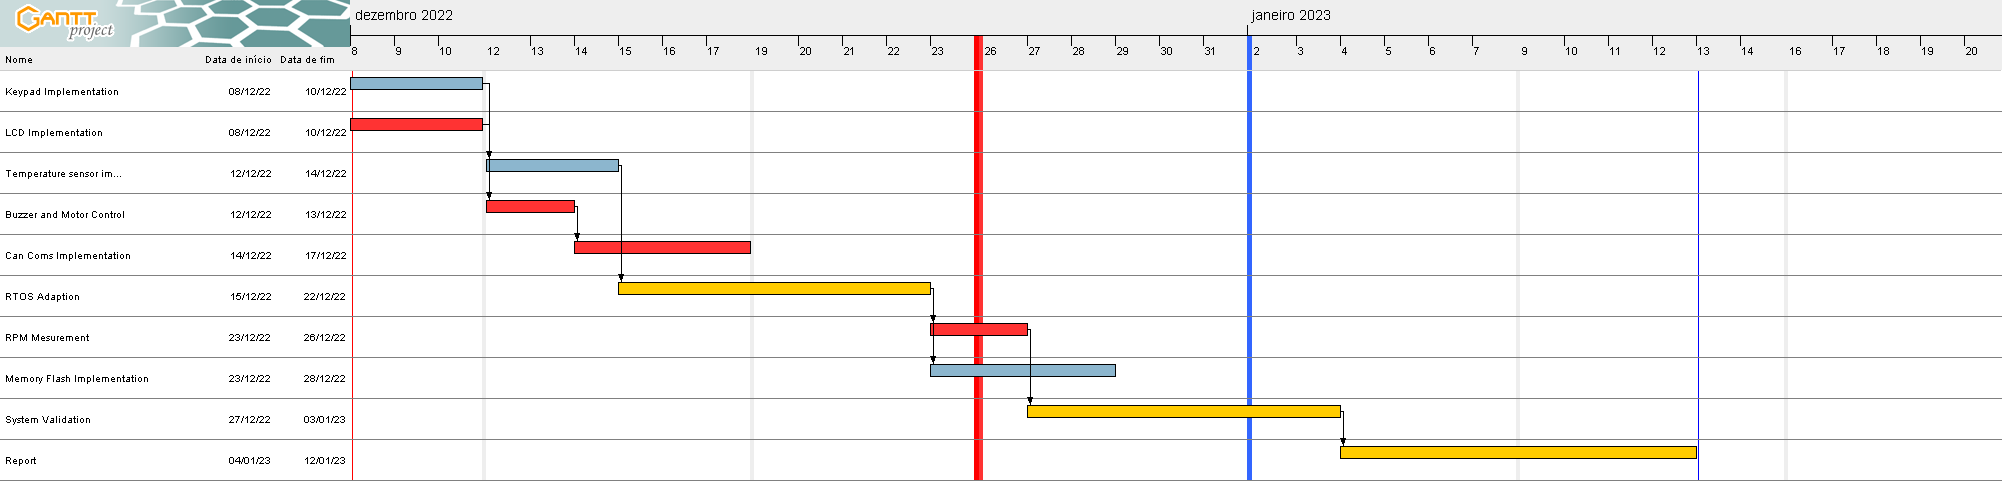 GANTT
project
dezembro 2022
janeiro 2023
8 9 10 12 13 14 15 16 17 19 20 21 22 23 26 27 28 29 30 31 2 3 4 5 6 7 9 10 11 12 13 14 16 17 18 19 20
Nome Data de início Data de fim
Keypad Implementation 08/12/22 10/12/22
LCD Implementation 08/12/22 10/12/22
Temperature sensor im... 12/12/22 14/12/22
Buzzer and Motor Control 12/12/22 13/12/22
Can Coms Implementation 14/12/22 17/12/22
RTOS Adaption 15/12/22 22/12/22
RPM Mesurement 23/12/22 26/12/22
Memory Flash Implementation 23/12/22 28/12/22
System Validation 27/12/22 03/01/23
Report 04/01/23 12/01/23